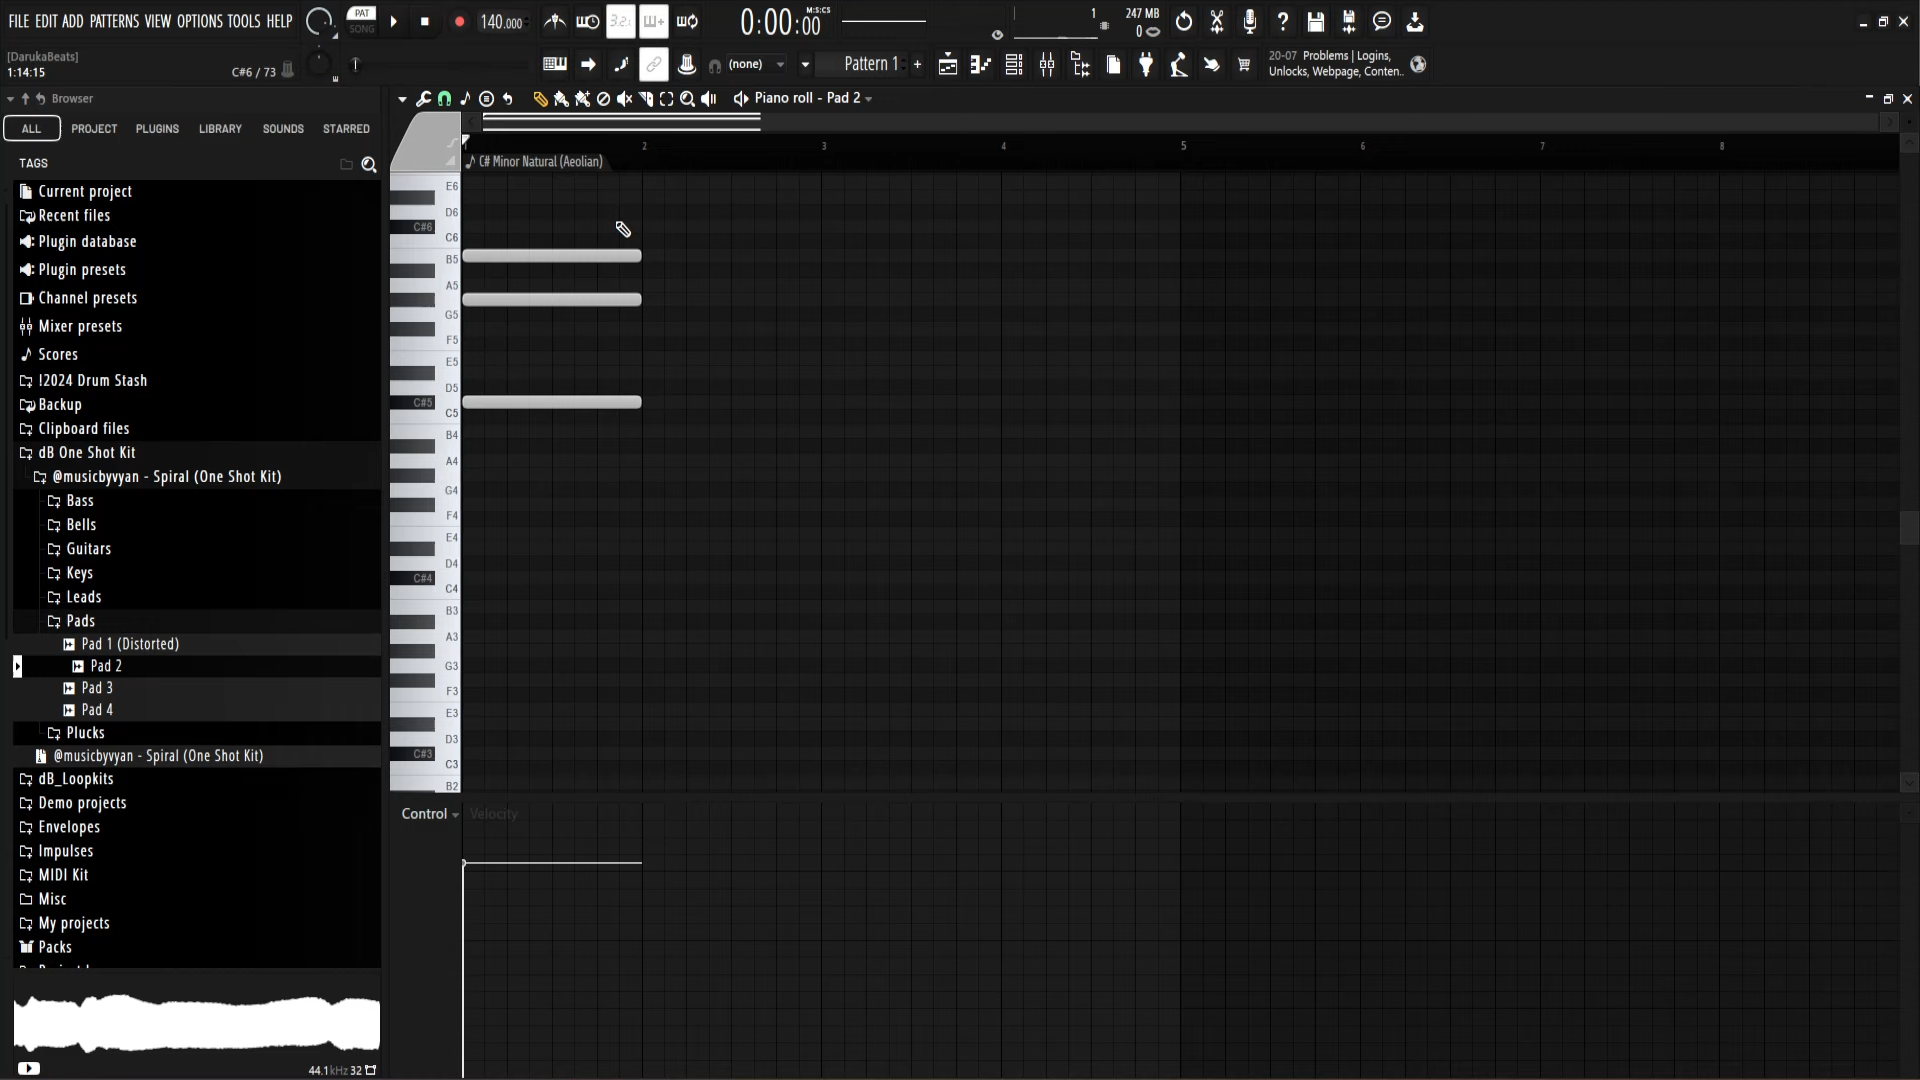 FILE EDIT ADD PATTERNS VIEW OPTIONS TOOLS HELP
PAT
SONG
140.000
3.2.
0:00:00
M:S:CS
1
247 MB
0
[DarukaBeats]
1:14:15
C#6 / 73
(none)
Pattern 1
20-07 Problems | Logins,
Unlocks, Webpage, Conten..
Browser
Piano roll - Pad 2
ALL
PROJECT
PLUGINS
LIBRARY
SOUNDS
STARRED
TAGS
Current project
Recent files
Plugin database
Plugin presets
Channel presets
Mixer presets
Scores
!2024 Drum Stash
Backup
Clipboard files
dB One Shot Kit
@musicbyvyan - Spiral (One Shot Kit)
Bass
Bells
Guitars
Keys
Leads
Pads
Pad 1 (Distorted)
Pad 2
Pad 3
Pad 4
Plucks
@musicbyvyan - Spiral (One Shot Kit)
dB_Loopkits
Demo projects
Envelopes
Impulses
MIDI Kit
Misc
My projects
Packs
44.1kHz 32
2
3
4
5
6
7
8
C# Minor Natural (Aeolian)
E6
D6
C#6
C6
B5
A5
G5
F5
E5
D5
C#5
C5
B4
A4
G4
F4
E4
D4
C#4
C4
B3
A3
G3
F3
E3
D3
C#3
C3
B2
Control
Velocity